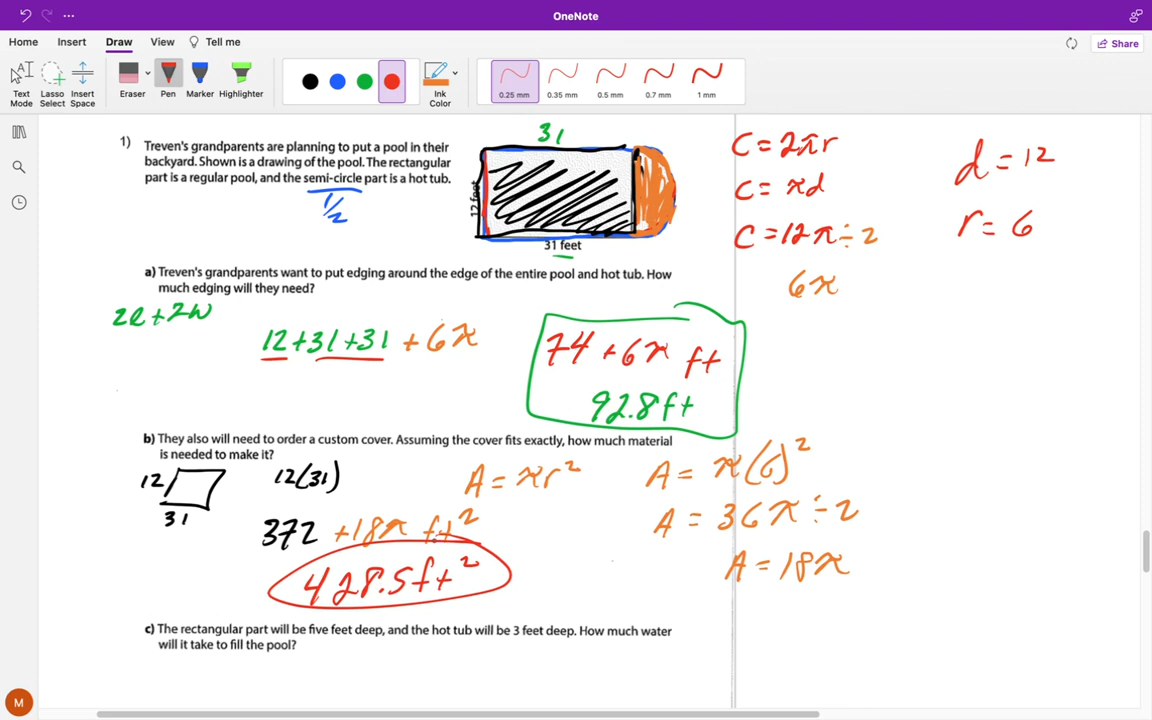 OneNote
Home Insert Draw View Tell me
Share
Text Mode
Lasso Select
Insert Space
Eraser
Pen
Marker
Highlighter
Ink Color
0.25 mm
0.35 mm
0.5 mm
0.7 mm
1 mm
1) Treven's grandparents are planning to put a pool in their
backyard. Shown is a drawing of the pool. The rectangular
part is a regular pool, and the semi-circle part is a hot tub.
1/2
31
12 feet
31 feet
C = 2πr
C = πd
C = 12π ÷ 2
6π
d = 12
r = 6
a) Treven's grandparents want to put edging around the edge of the entire pool and hot tub. How
much edging will they need?
2l + 2w
12 + 31 + 31 + 6π
74 + 6π ft
92.8 ft
b) They also will need to order a custom cover. Assuming the cover fits exactly, how much material
is needed to make it?
12
31
12(31)
372 + 18π ft²
428.5 ft²
A = πr²
A = π(6)²
A = 36π ÷ 2
A = 18π
c) The rectangular part will be five feet deep, and the hot tub will be 3 feet deep. How much water
will it take to fill the pool?
M